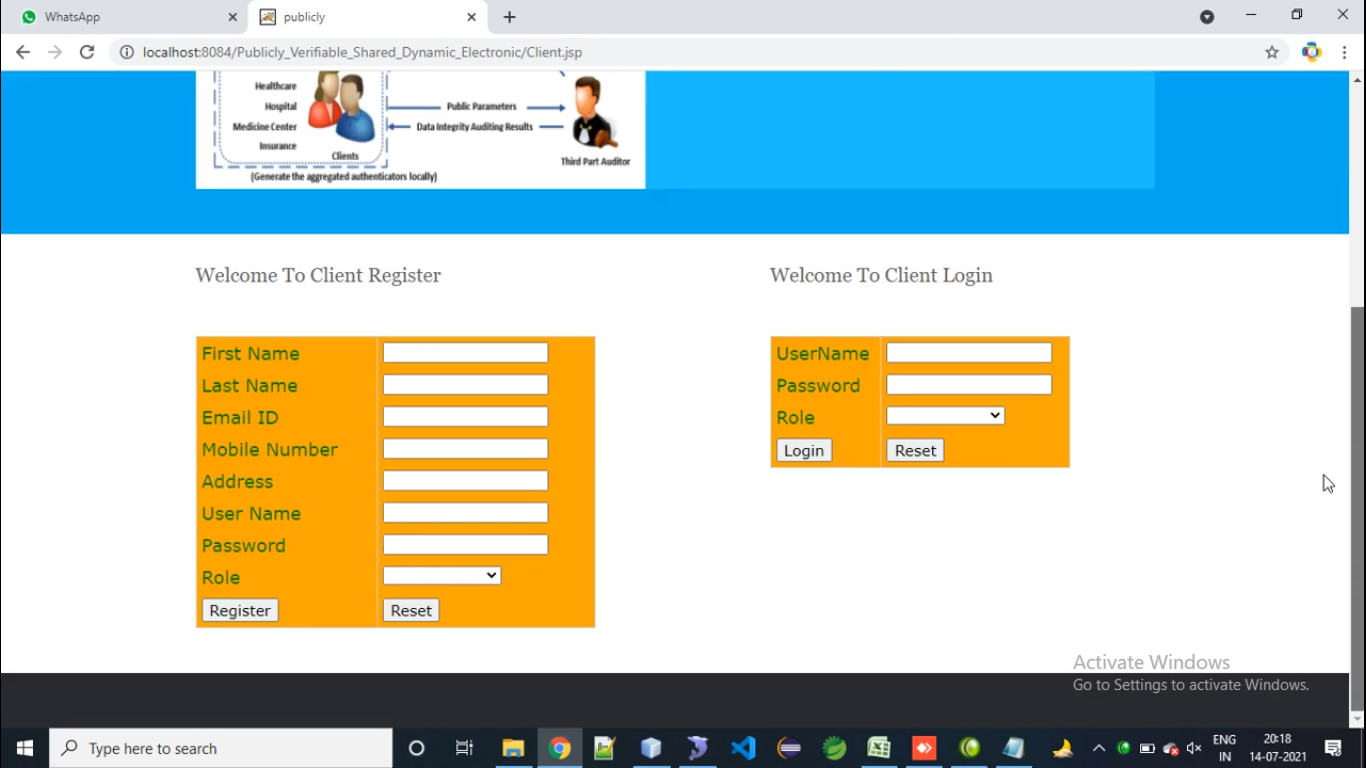 WhatsApp
publicly
localhost:8084/Publicly_Verifiable_Shared_Dynamic_Electronic/Client.jsp
Healthcare
Hospital
Medicine Center
Insurance
Clients
Public Parameters
Data Integrity Auditing Results
Third Part Auditor
(Generate the aggregated authenticators locally)
Welcome To Client Register
Welcome To Client Login
First Name
Last Name
Email ID
Mobile Number
Address
User Name
Password
Role
Register Reset
UserName
Password
Role
Login Reset
Activate Windows
Go to Settings to activate Windows.
Type here to search
ENG
IN
20:18
14-07-2021